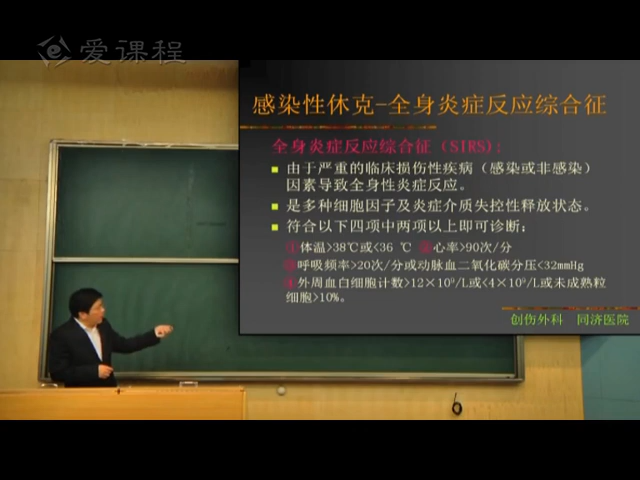 爱课程
感染性休克-全身炎症反应综合征
全身炎症反应综合征（SIRS）：
由于严重的临床损伤性疾病（感染或非感染）
因素导致全身性炎症反应。
是多种细胞因子及炎症介质失控性释放状态。
符合以下四项中两项以上即可诊断：
①体温>38℃或<36 ℃ ②心率>90次/分
③呼吸频率>20次/分或动脉血二氧化碳分压<32mmHg
④外周血白细胞计数>12×10⁹/L或<4×10⁹/L或未成熟粒
细胞>10%。
创伤外科 同济医院